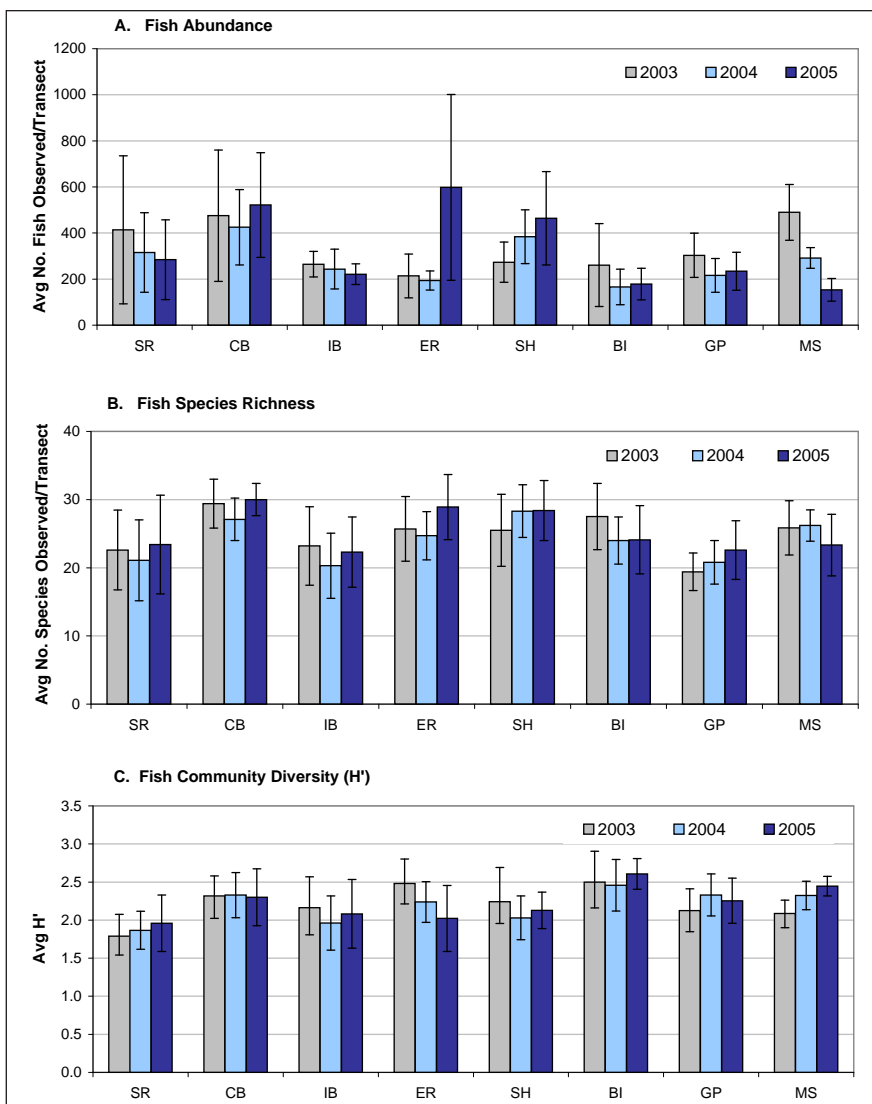 A. Fish Abundance
1200
1000
800
600
400
200
0
Avg No. Fish Observed/Transect
2003 2004 2005
SR CB IB ER SH BI GP MS
B. Fish Species Richness
40
30
20
10
0
Avg No. Species Observed/Transect
2003 2004 2005
SR CB IB ER SH BI GP MS
C. Fish Community Diversity (H')
3.5
3.0
2.5
2.0
1.5
1.0
0.5
0.0
Avg H'
2003 2004 2005
SR CB IB ER SH BI GP MS